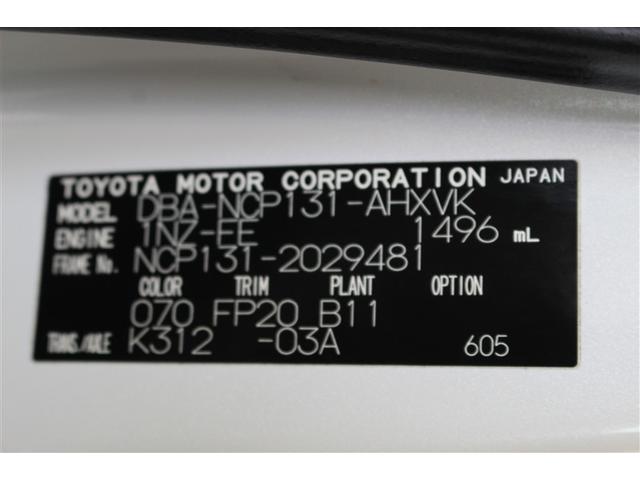 TOYOTA MOTOR CORPORATION JAPAN
MODEL DBA-NCP131-AHXVK
ENGINE 1NZ-FE 1496 mL
FRAME No. NCP131-2029481
COLOR TRIM PLANT OPTION
070 FP20 B11
TRANS./AXLE K312 -03A 605